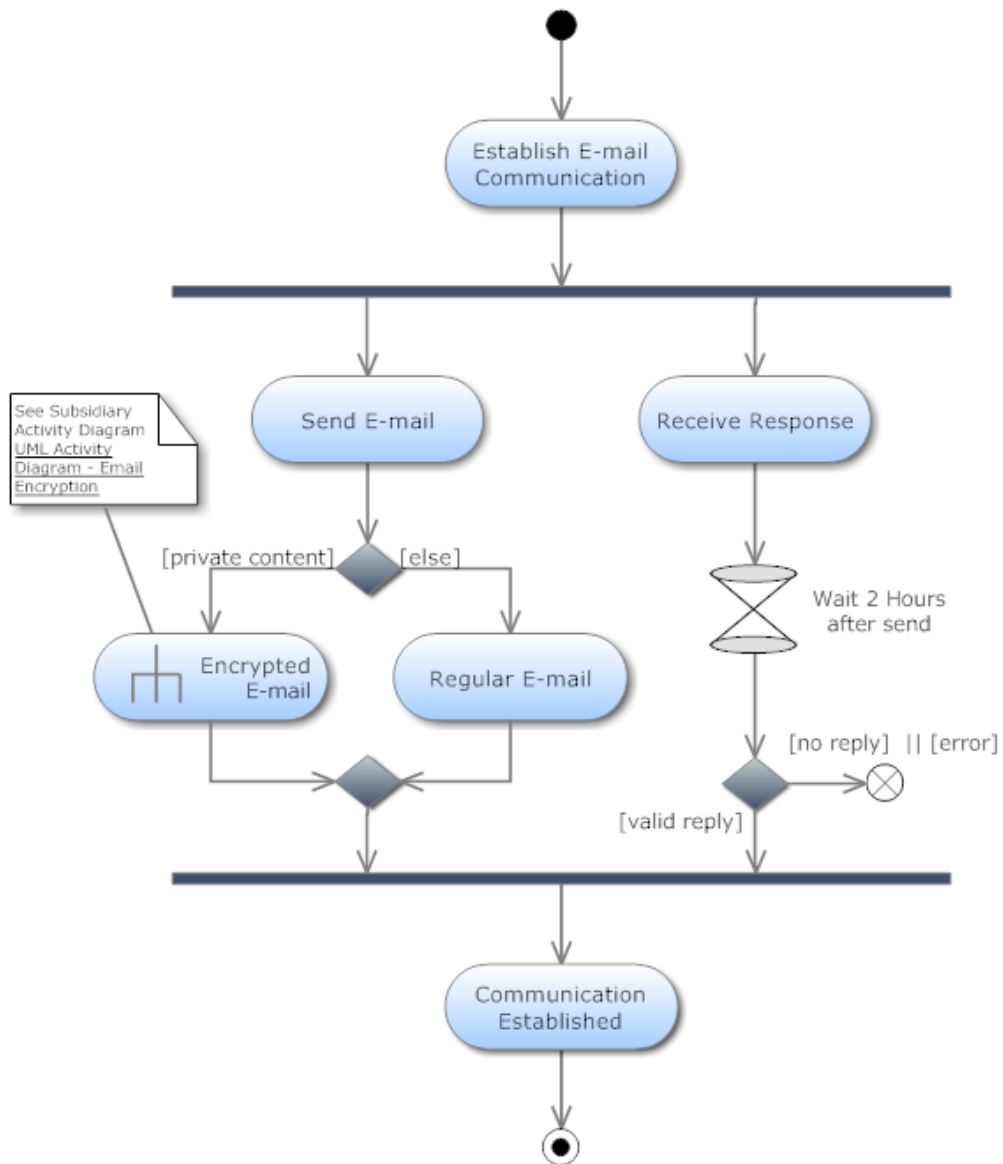 Establish E-mail
Communication
Send E-mail
Receive Response
See Subsidiary
Activity Diagram
UML Activity
Diagram - Email
Encryption
[private content]
[else]
Wait 2 Hours
after send
Encrypted
E-mail
Regular E-mail
[no reply] || [error]
[valid reply]
Communication
Established